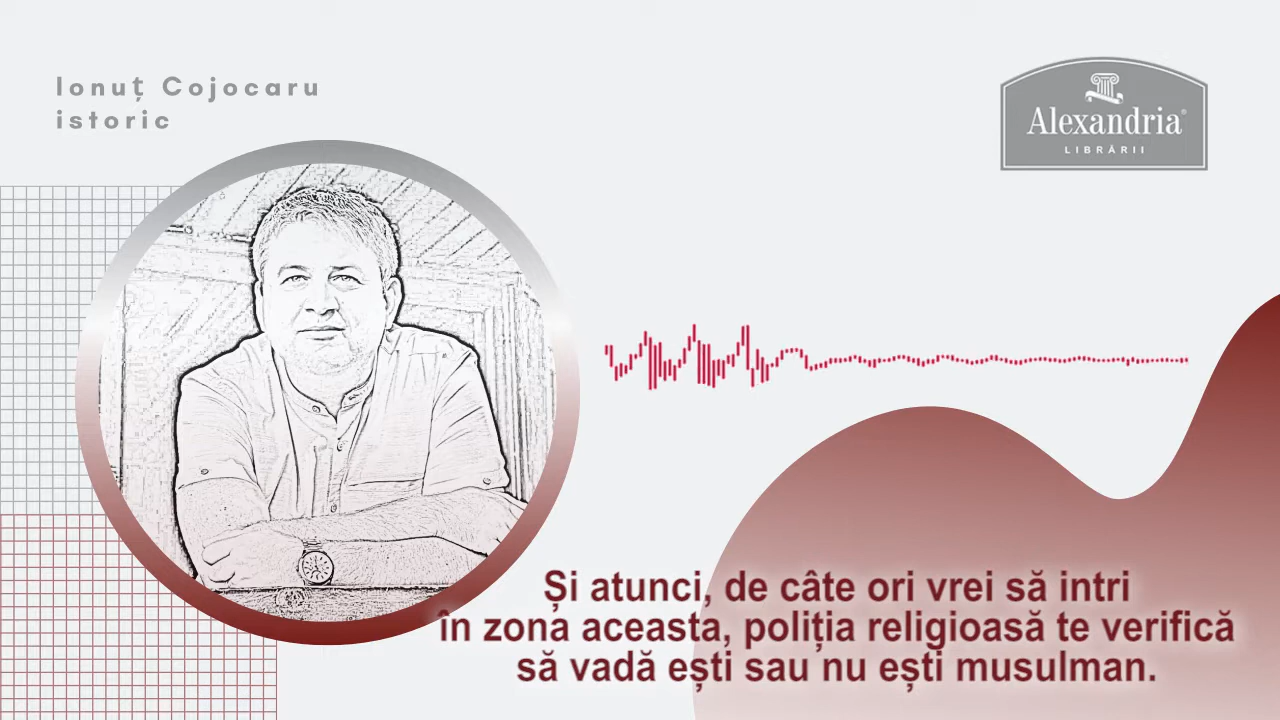 Ionuț Cojocaru
istoric
Alexandria®
LIBRĂRII
Și atunci, de câte ori vrei să intri
în zona aceasta, poliția religioasă te verifică
să vadă ești sau nu ești musulman.